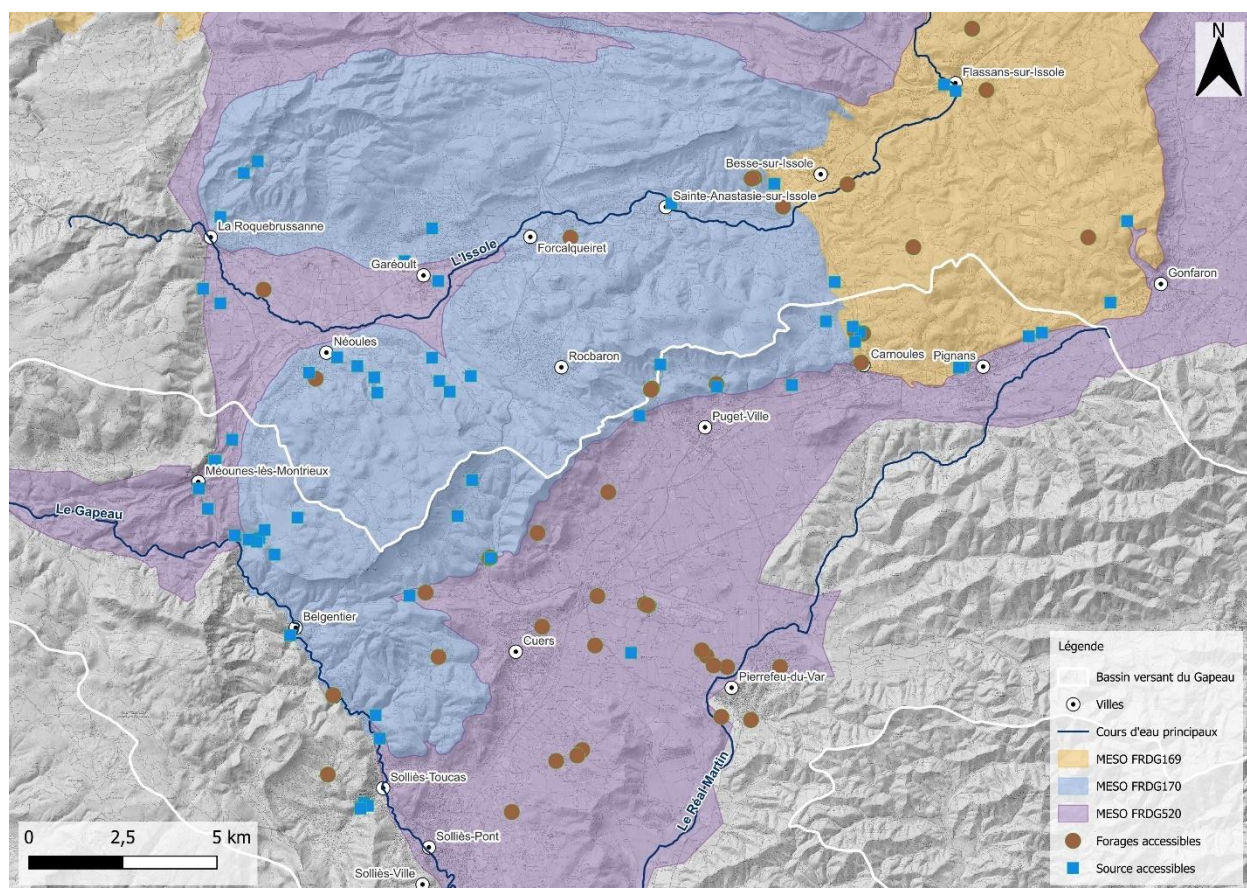 N
Flassans-sur-Issole
Besse-sur-Issole
Sainte-Anastasie-sur-Issole
La Roquebrussanne
L'Issole
Forcalqueiret
Garéoult
Gonfaron
Néoules
Rocbaron
Carnoules
Pignans
Puget-Ville
Méounes-lès-Montrieux
Le Gapeau
Belgentier
Cuers
Pierrefeu-du-Var
Le Réal-Martin
Solliès-Toucas
Solliès-Pont
Solliès-Ville
0 2,5 5 km
Légende
Bassin versant du Gapeau
Villes
Cours d'eau principaux
MESO FRDG169
MESO FRDG170
MESO FRDG520
Forages accessibles
Source accessibles